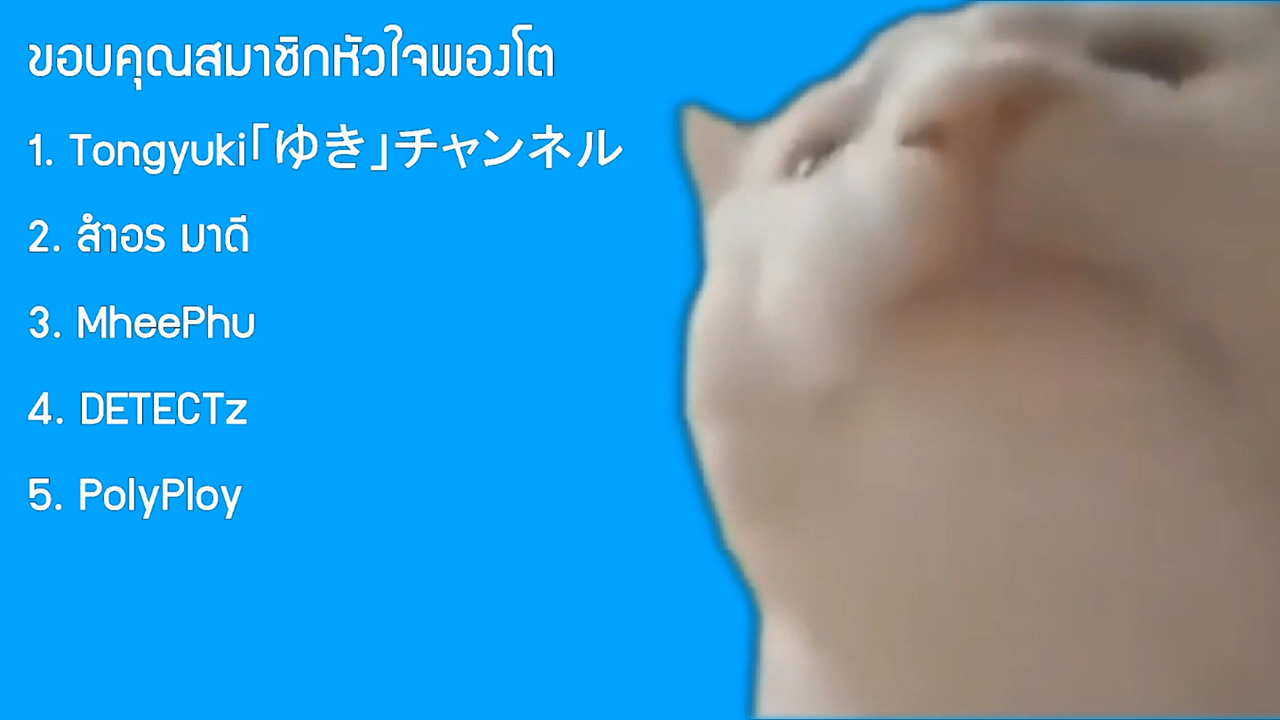 ขอบคุณสมาชิกหัวใจพองโต
1. Tongyuki「ゆき」チャンネル
2. สำอร มาดี
3. MheePhu
4. DETECTz
5. PolyPloy